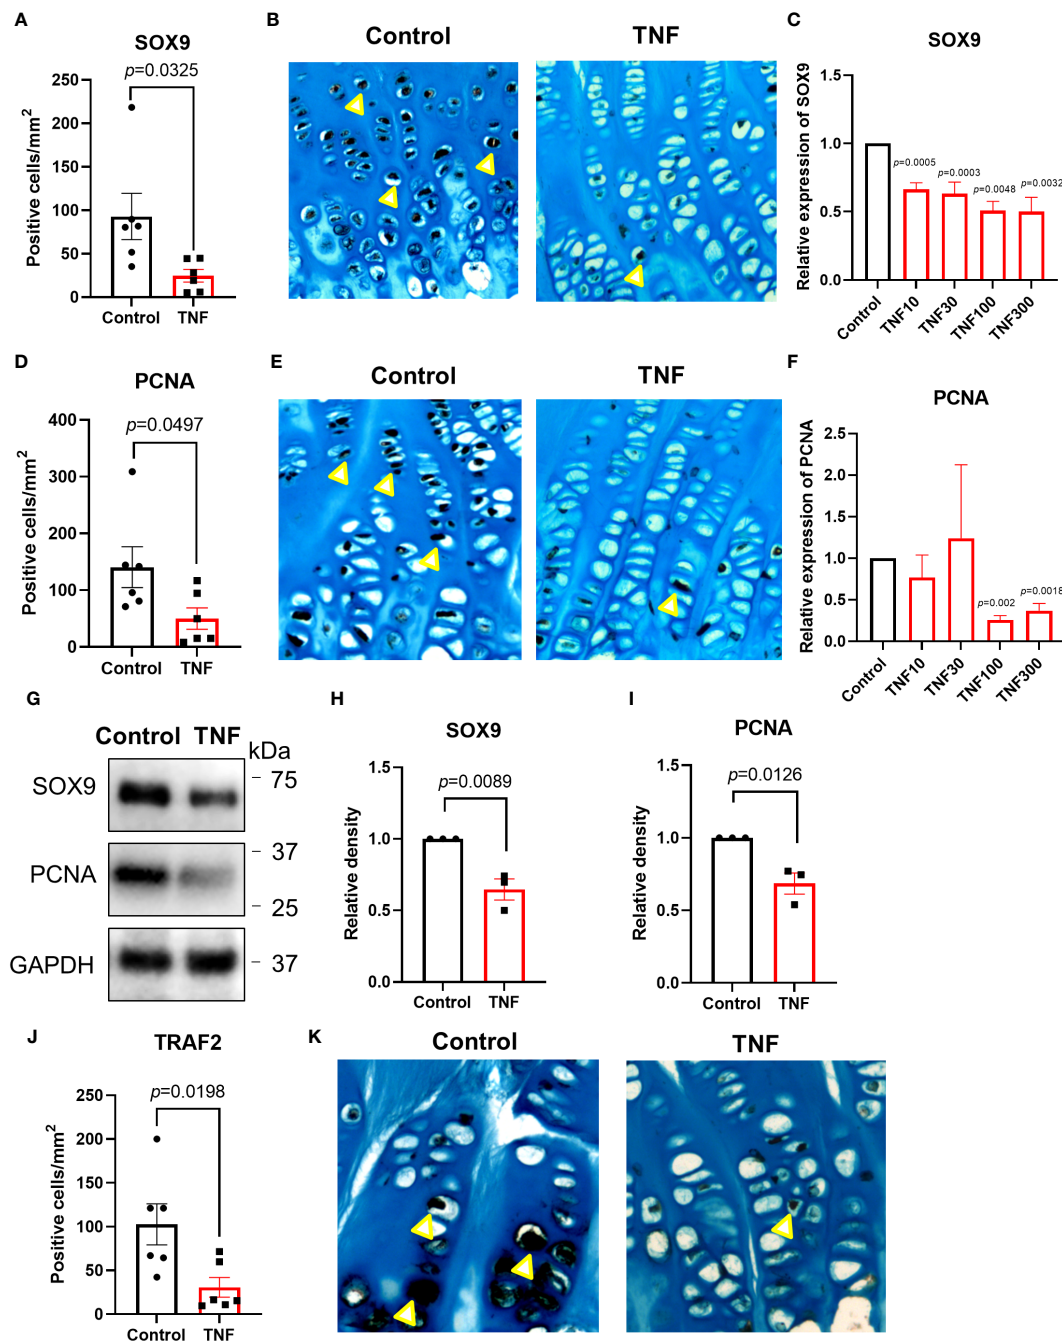 A
SOX9
Positive cells/mm²
250
200
150
100
50
0
p=0.0325
Control TNF
B
Control TNF
C
SOX9
Relative expression of SOX9
1.5
1.0
0.5
0.0
p=0.0005
p=0.0003
p=0.0048
p=0.0032
Control
TNF10
TNF30
TNF100
TNF300
D
PCNA
Positive cells/mm²
400
300
200
100
0
p=0.0497
Control TNF
E
Control TNF
F
PCNA
Relative expression of PCNA
2.5
2.0
1.5
1.0
0.5
0.0
p=0.002
p=0.0018
Control
TNF10
TNF30
TNF100
TNF300
G
Control TNF
kDa
SOX9
75
PCNA
37
25
GAPDH
37
H
SOX9
Relative density
1.5
1.0
0.5
0.0
p=0.0089
Control TNF
I
PCNA
Relative density
1.5
1.0
0.5
0.0
p=0.0126
Control TNF
J
TRAF2
Positive cells/mm²
250
200
150
100
50
0
p=0.0198
Control TNF
K
Control TNF